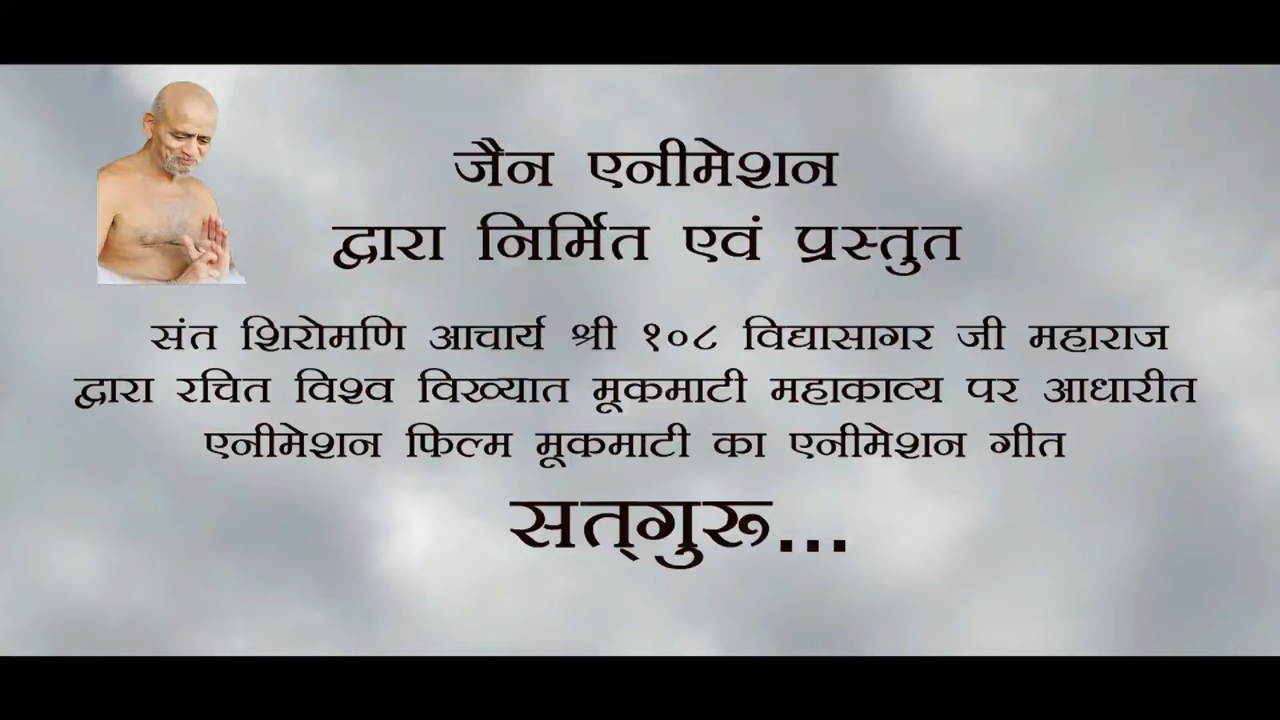 जैन एनीमेशन
द्वारा निर्मित एवं प्रस्तुत
संत शिरोमणि आचार्य श्री १०८ विद्यासागर जी महाराज
द्वारा रचित विश्व विख्यात मूकमाटी महाकाव्य पर आधारीत
एनीमेशन फिल्म मूकमाटी का एनीमेशन गीत
सत्‌गुरू...